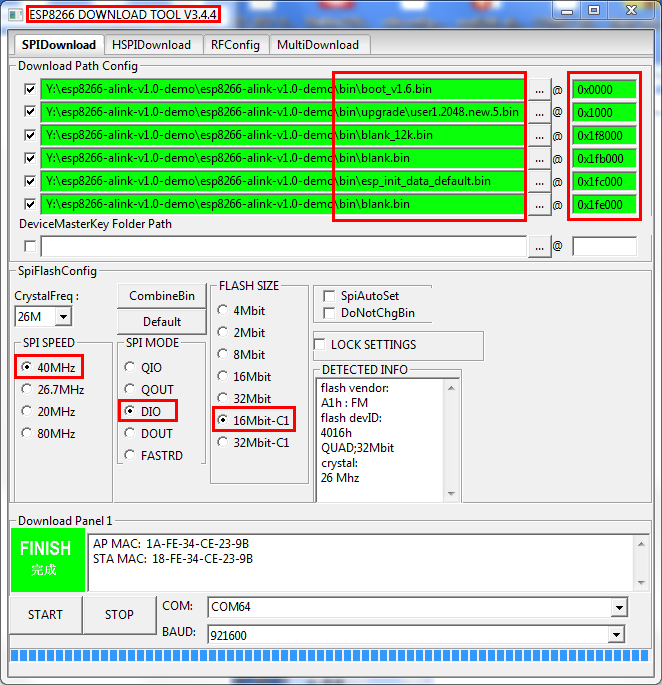 ESP8266 DOWNLOAD TOOL V3.4.4
SPIDownload HSPIDownload RFConfig MultiDownload
Download Path Config
Y:\esp8266-alink-v1.0-demo\esp8266-alink-v1.0-demo\bin\boot_v1.6.bin ... @ 0x0000
Y:\esp8266-alink-v1.0-demo\esp8266-alink-v1.0-demo\bin\upgrade\user1.2048.new.5.bin ... @ 0x1000
Y:\esp8266-alink-v1.0-demo\esp8266-alink-v1.0-demo\bin\blank_12k.bin ... @ 0x1f8000
Y:\esp8266-alink-v1.0-demo\esp8266-alink-v1.0-demo\bin\blank.bin ... @ 0x1fb000
Y:\esp8266-alink-v1.0-demo\esp8266-alink-v1.0-demo\bin\esp_init_data_default.bin ... @ 0x1fc000
Y:\esp8266-alink-v1.0-demo\esp8266-alink-v1.0-demo\bin\blank.bin ... @ 0x1fe000
DeviceMasterKey Folder Path
... @
SpiFlashConfig
CrystalFreq :
26M
CombineBin
Default
SPI SPEED
40MHz
26.7MHz
20MHz
80MHz
SPI MODE
QIO
QOUT
DIO
DOUT
FASTRD
FLASH SIZE
4Mbit
2Mbit
8Mbit
16Mbit
32Mbit
16Mbit-C1
32Mbit-C1
SpiAutoSet
DoNotChgBin
LOCK SETTINGS
DETECTED INFO
flash vendor:
A1h : FM
flash devID:
4016h
QUAD;32Mbit
crystal:
26 Mhz
Download Panel 1
FINISH
完成
AP MAC: 1A-FE-34-CE-23-9B
STA MAC: 18-FE-34-CE-23-9B
START STOP
COM: COM64
BAUD: 921600